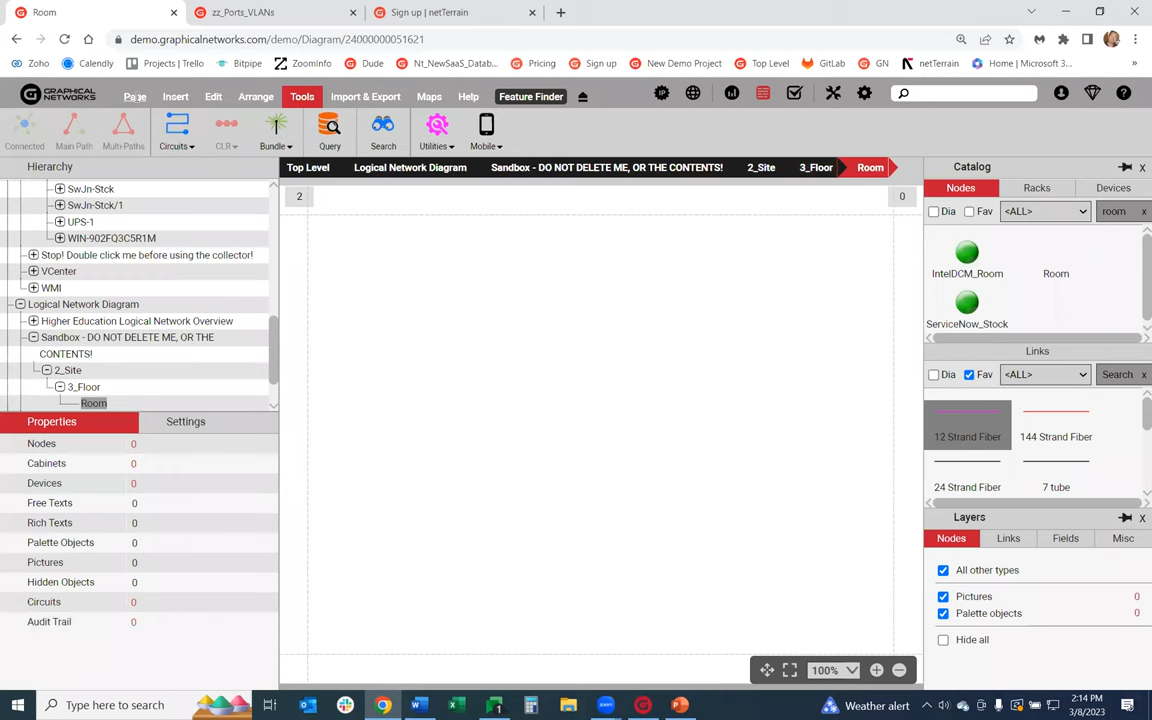 Room
zz_Ports_VLANs
Sign up | netTerrain
demo.graphicalnetworks.com/demo/Diagram/24000000051621
Zoho
Calendly
Projects | Trello
Bitpipe
ZoomInfo
Dude
Nt_NewSaaS_Datab...
Pricing
Sign up
New Demo Project
Top Level
GitLab
GN
netTerrain
Home | Microsoft 3...
GRAPHICAL NETWORKS
Page
Insert
Edit
Arrange
Tools
Import & Export
Maps
Help
Feature Finder
Connected
Main Path
Multi-Paths
Circuits
CLR
Bundle
Query
Search
Utilities
Mobile
Hierarchy
Top Level
Logical Network Diagram
Sandbox - DO NOT DELETE ME, OR THE CONTENTS!
2_Site
3_Floor
Room
SwJn-Stck
SwJn-Stck/1
UPS-1
WIN-902FQ3C5R1M
Stop! Double click me before using the collector!
VCenter
WMI
Logical Network Diagram
Higher Education Logical Network Overview
Sandbox - DO NOT DELETE ME, OR THE
CONTENTS!
2_Site
3_Floor
Room
Properties
Settings
Nodes 0
Cabinets 0
Devices 0
Free Texts 0
Rich Texts 0
Palette Objects 0
Pictures 0
Hidden Objects 0
Circuits 0
Audit Trail 0
2
0
100%
Catalog
X
Nodes
Racks
Devices
Dia
Fav
<ALL>
room
x
IntelDCM_Room
Room
ServiceNow_Stock
Links
Dia
Fav
<ALL>
Search
x
12 Strand Fiber
144 Strand Fiber
24 Strand Fiber
7 tube
Layers
X
Nodes
Links
Fields
Misc
All other types
Pictures 0
Palette objects 0
Hide all
Type here to search
Weather alert
2:14 PM
3/8/2023